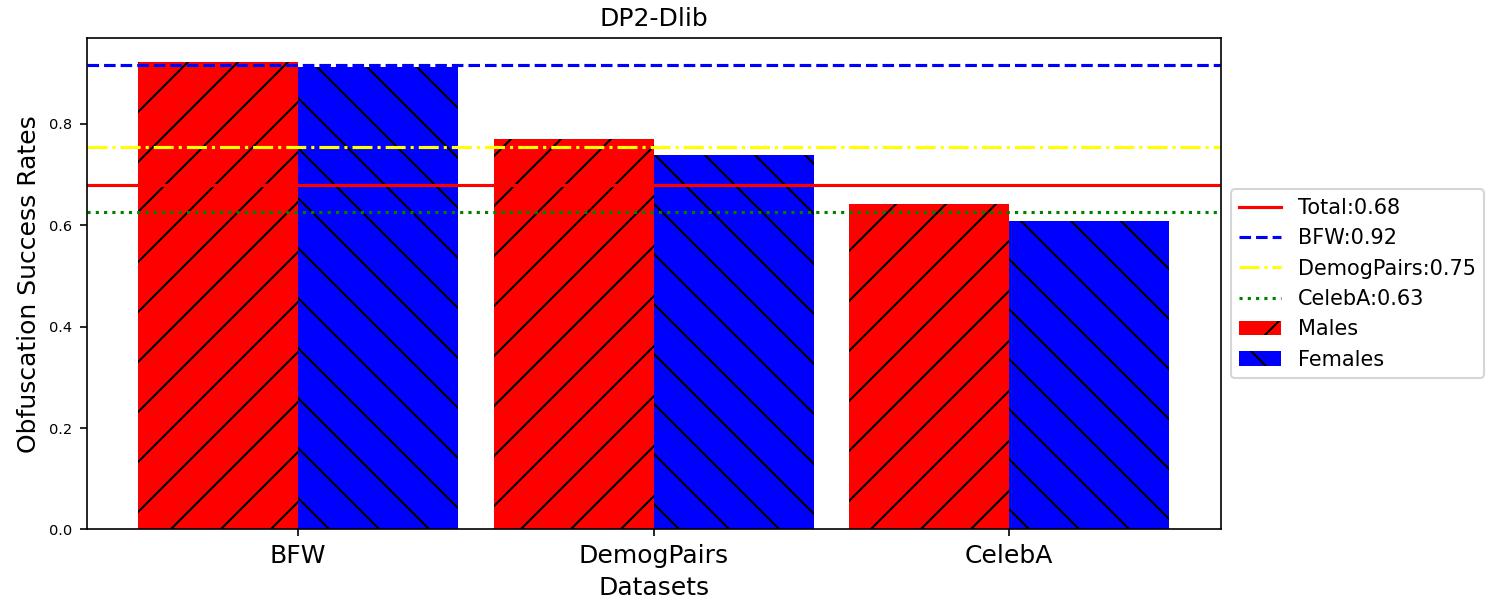 DP2-Dlib
Obfuscation Success Rates
0.8
0.6
0.4
0.2
0.0
BFW
DemogPairs
CelebA
Datasets
Total:0.68
BFW:0.92
DemogPairs:0.75
CelebA:0.63
Males
Females